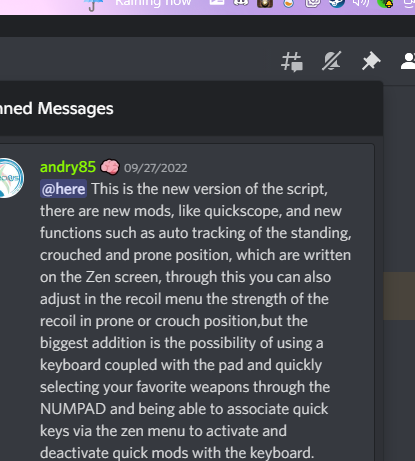 Raining now
nned Messages
andry85 🧠 09/27/2022
@here This is the new version of the script,
there are new mods, like quickscope, and new
functions such as auto tracking of the standing,
crouched and prone position, which are written
on the Zen screen, through this you can also
adjust in the recoil menu the strength of the
recoil in prone or crouch position,but the
biggest addition is the possibility of using a
keyboard coupled with the pad and quickly
selecting your favorite weapons through the
NUMPAD and being able to associate quick
keys via the zen menu to activate and
deactivate quick mods with the keyboard.